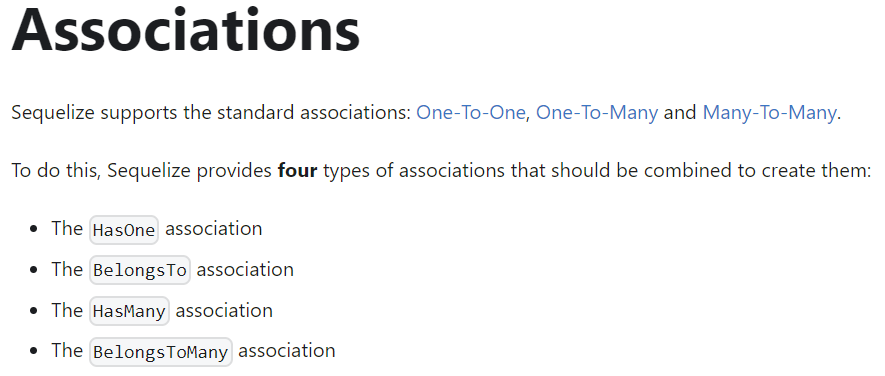 Associations
Sequelize supports the standard associations: One-To-One, One-To-Many and Many-To-Many.
To do this, Sequelize provides four types of associations that should be combined to create them:
• The HasOne association
• The BelongsTo association
• The HasMany association
• The BelongsToMany association